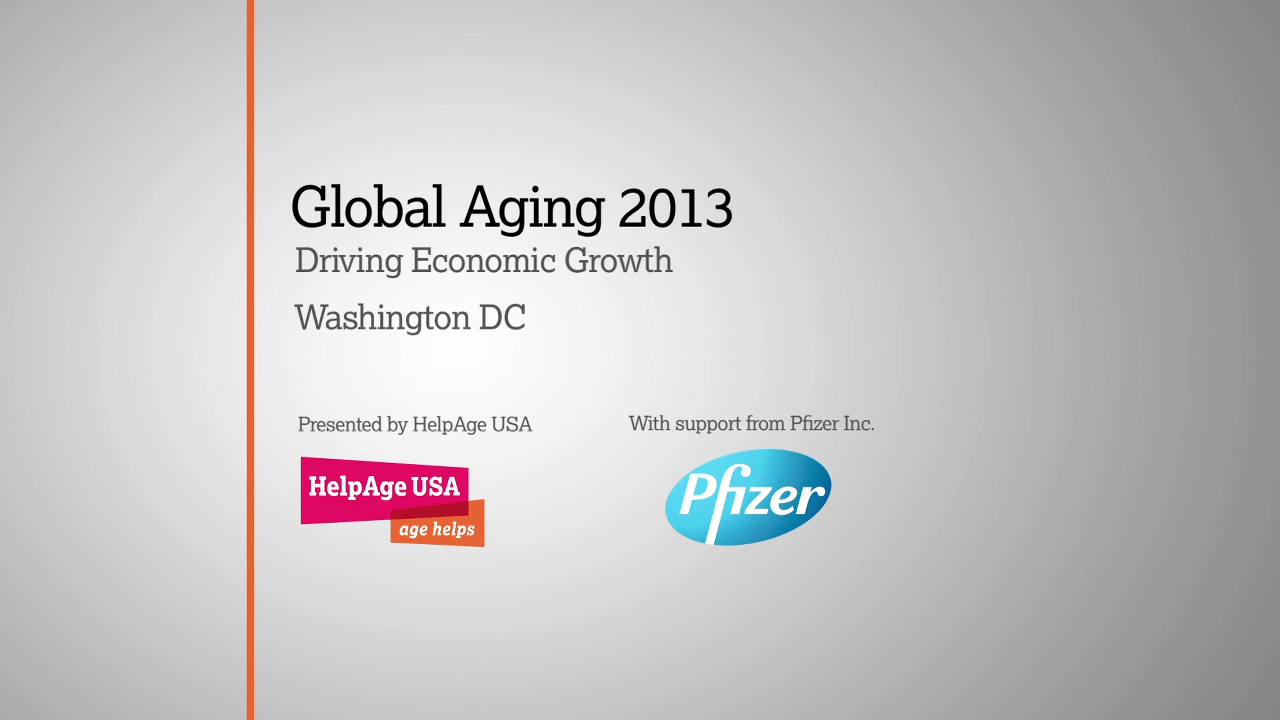 Global Aging 2013
Driving Economic Growth
Washington DC
Presented by HelpAge USA
With support from Pfizer Inc.
HelpAge USA
age helps
Pfizer